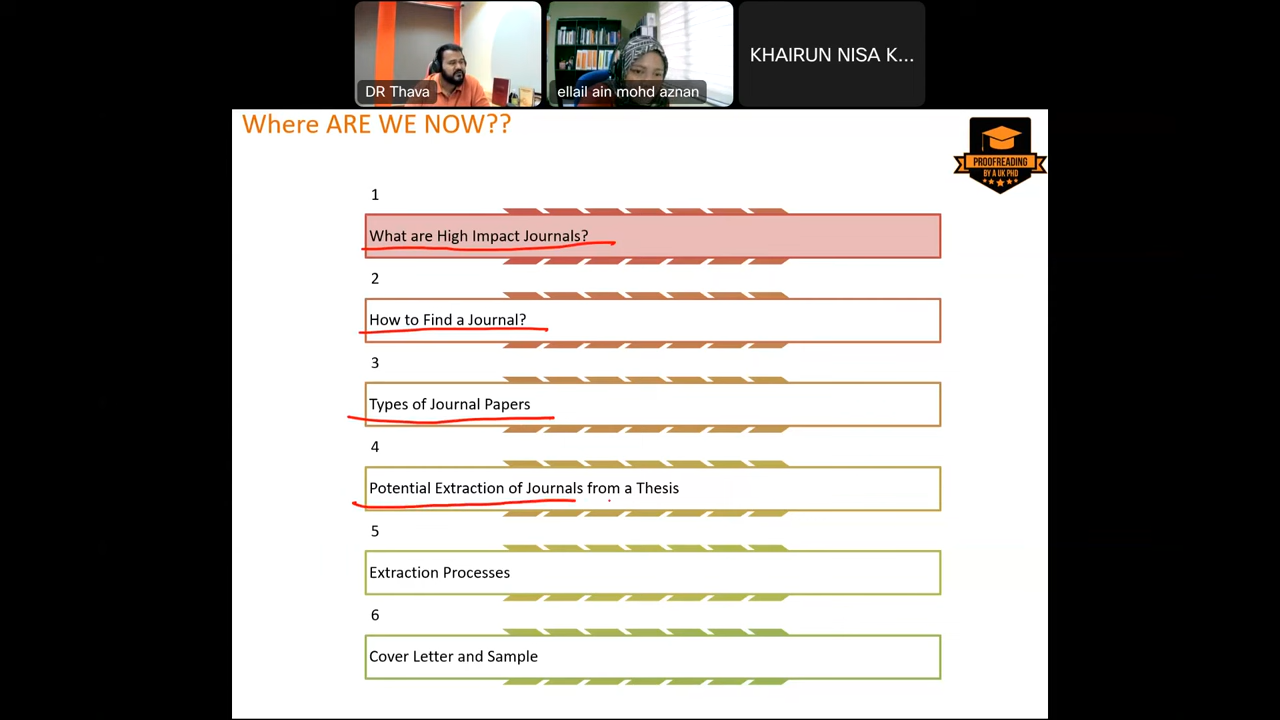 DR Thava
ellail ain mohd aznan
KHAIRUN NISA K...
Where ARE WE NOW??
PROOFREADING
BY A UK PHD
1
What are High Impact Journals?
2
How to Find a Journal?
3
Types of Journal Papers
4
Potential Extraction of Journals from a Thesis
5
Extraction Processes
6
Cover Letter and Sample